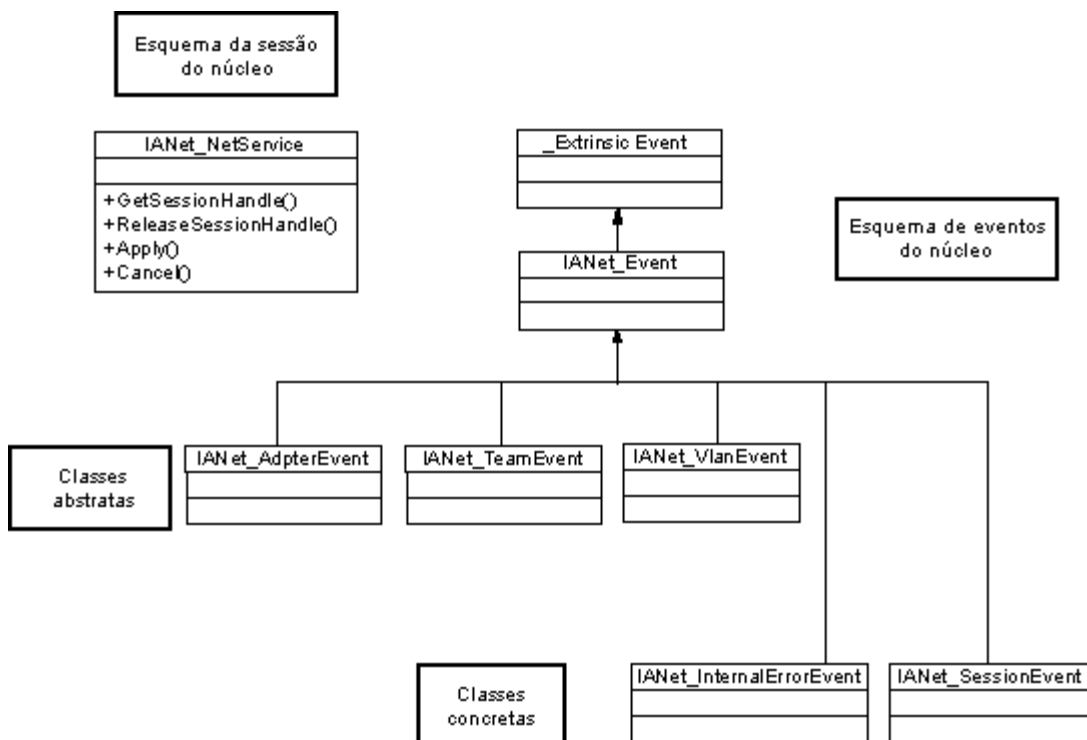 Esquema da sessão
do núcleo
IANet_NetService
+GetSessionHandle()
+ReleaseSessionHandle()
+Apply()
+Cancel()
_Extrinsic Event
IANet_Event
Esquema de eventos
do núcleo
Classes
abstratas
IANet_AdpterEvent
IANet_TeamEvent
IANet_VlanEvent
Classes
concretas
IANet_InternalErrorEvent
IANet_SessionEvent